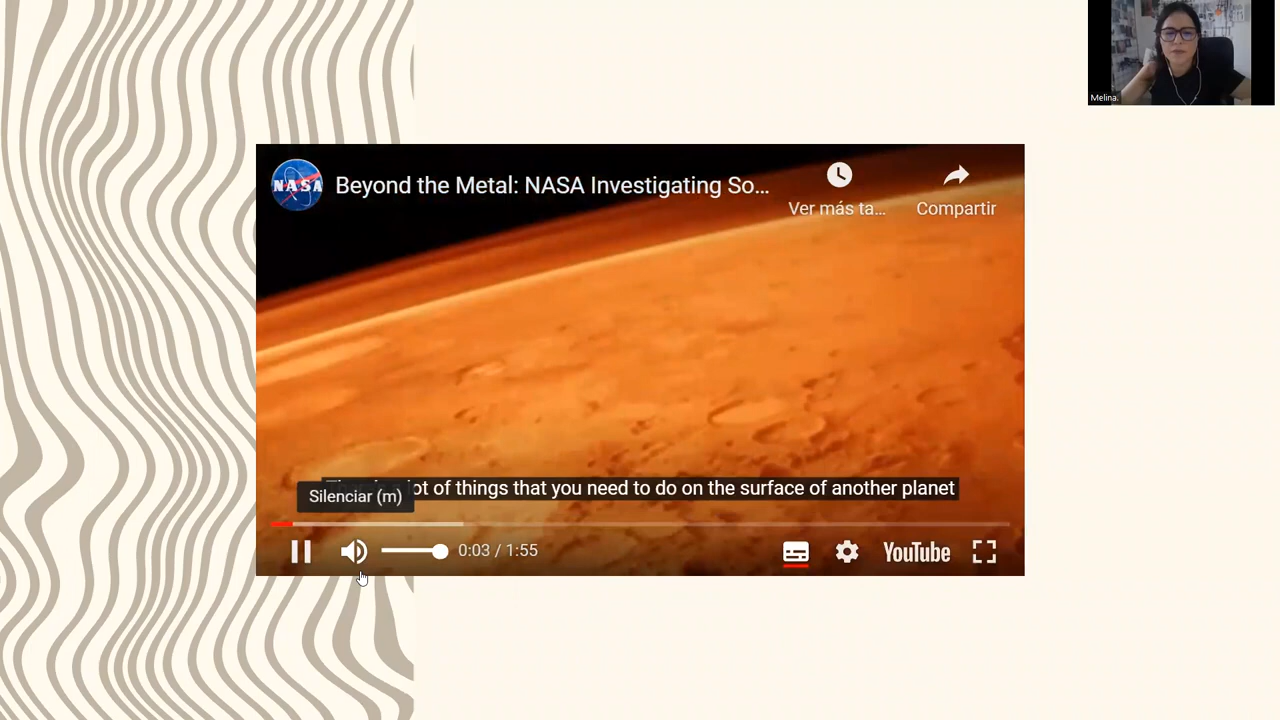 NASA
Beyond the Metal: NASA Investigating So...
Ver más ta...
Compartir
lot of things that you need to do on the surface of another planet
Silenciar (m)
0:03 / 1:55
YouTube
Melina.